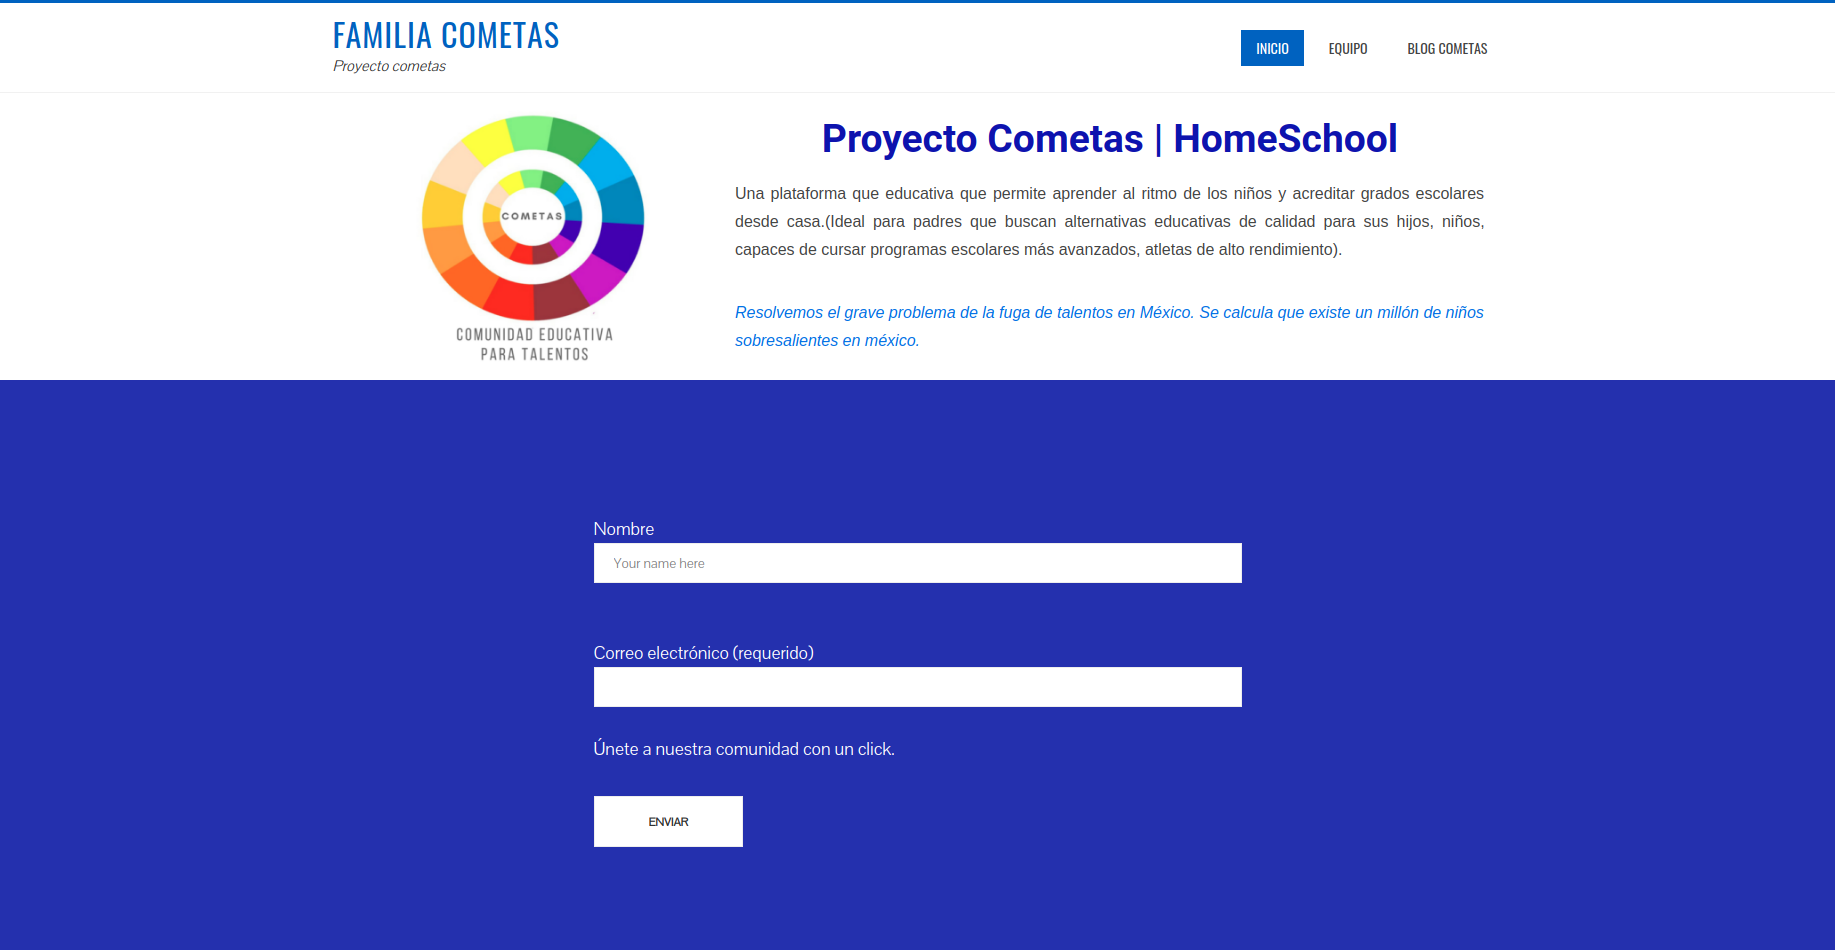 FAMILIA COMETAS
Proyecto cometas
INICIO
EQUIPO
BLOG COMETAS
COMETAS
COMUNIDAD EDUCATIVA
PARA TALENTOS
Proyecto Cometas | HomeSchool
Una plataforma que educativa que permite aprender al ritmo de los niños y acreditar grados escolares
desde casa.(Ideal para padres que buscan alternativas educativas de calidad para sus hijos, niños,
capaces de cursar programas escolares más avanzados, atletas de alto rendimiento).
Resolvemos el grave problema de la fuga de talentos en México. Se calcula que existe un millón de niños
sobresalientes en méxico.
Nombre
Your name here
Correo electrónico (requerido)
Únete a nuestra comunidad con un click.
ENVIAR